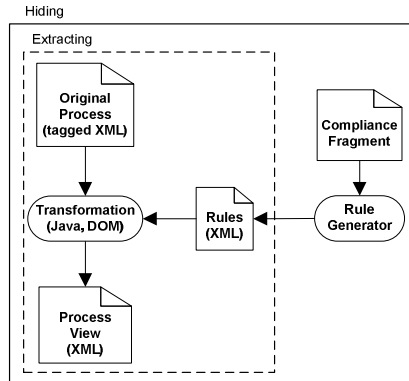 Hiding
Extracting
Original
Process
(tagged XML)
Compliance
Fragment
Transformation
(Java, DOM)
Rules
(XML)
Rule
Generator
Process
View
(XML)